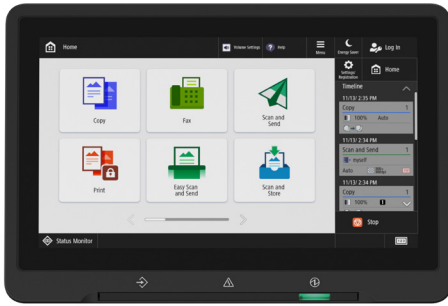 Home
Volume Settings
Help
Menu
Energy Saver
Log In
Copy
Fax
Scan and
Send
Print
Easy Scan
and Send
Scan and
Store
Settings/
Registration
Home
Timeline
11/13/ 2:35 PM
Copy 1
100% Auto
11/13/ 2:34 PM
Scan and Send 1
Auto
11/13/ 2:34 PM
Copy 1
100%
Stop
Status Monitor